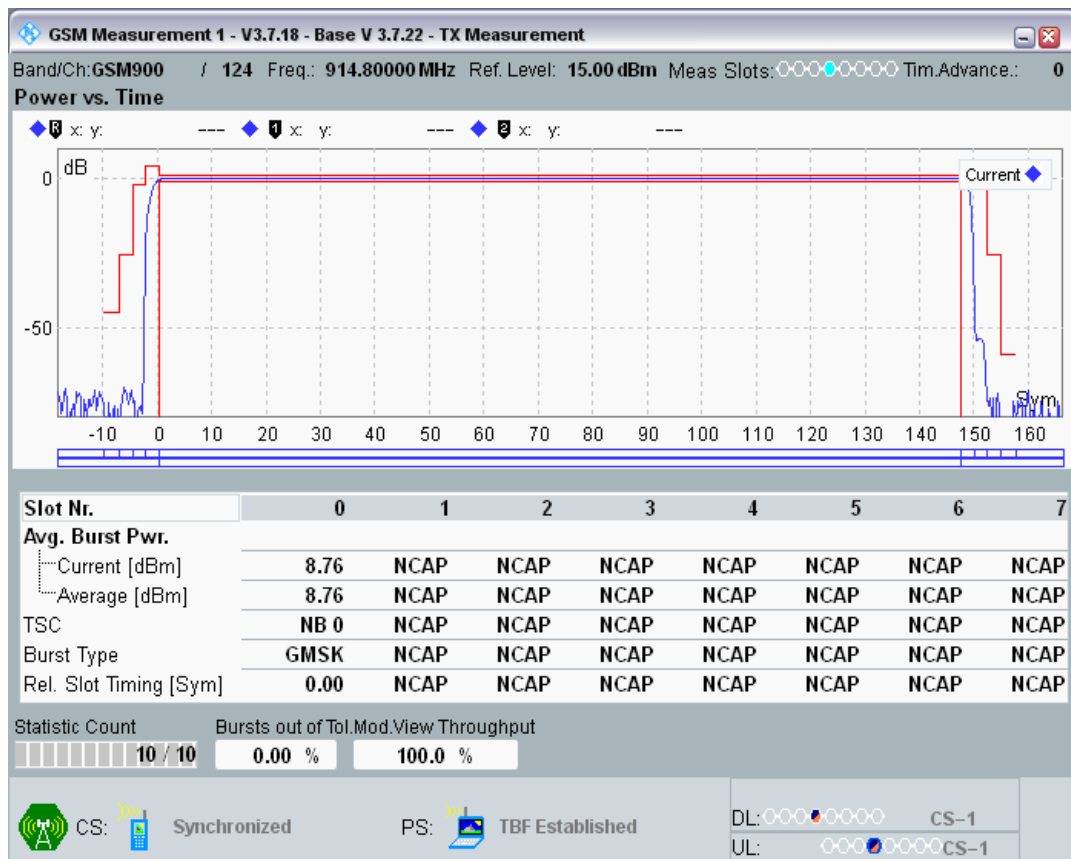 GSM Measurement 1 - V3.7.18 - Base V 3.7.22 - TX Measurement
Band/Ch:GSM900 / 124 Freq.: 914.80000 MHz Ref. Level: 15.00 dBm Meas Slots: Tim.Advance.: 0
Power vs. Time
R x: y: --- 1 x: y: --- 2 x: y: ---
dB
0
Current
-50
Sym
-10 0 10 20 30 40 50 60 70 80 90 100 110 120 130 140 150 160
Slot Nr. 0 1 2 3 4 5 6 7
Avg. Burst Pwr.
Current [dBm] 8.76 NCAP NCAP NCAP NCAP NCAP NCAP NCAP
Average [dBm] 8.76 NCAP NCAP NCAP NCAP NCAP NCAP NCAP
TSC NB 0 NCAP NCAP NCAP NCAP NCAP NCAP NCAP
Burst Type GMSK NCAP NCAP NCAP NCAP NCAP NCAP NCAP
Rel. Slot Timing [Sym] 0.00 NCAP NCAP NCAP NCAP NCAP NCAP NCAP
Statistic Count Bursts out of Tol.Mod.View Throughput
10 / 10 0.00 % 100.0 %
CS: Synchronized PS: TBF Established
DL: CS-1
UL: CS-1